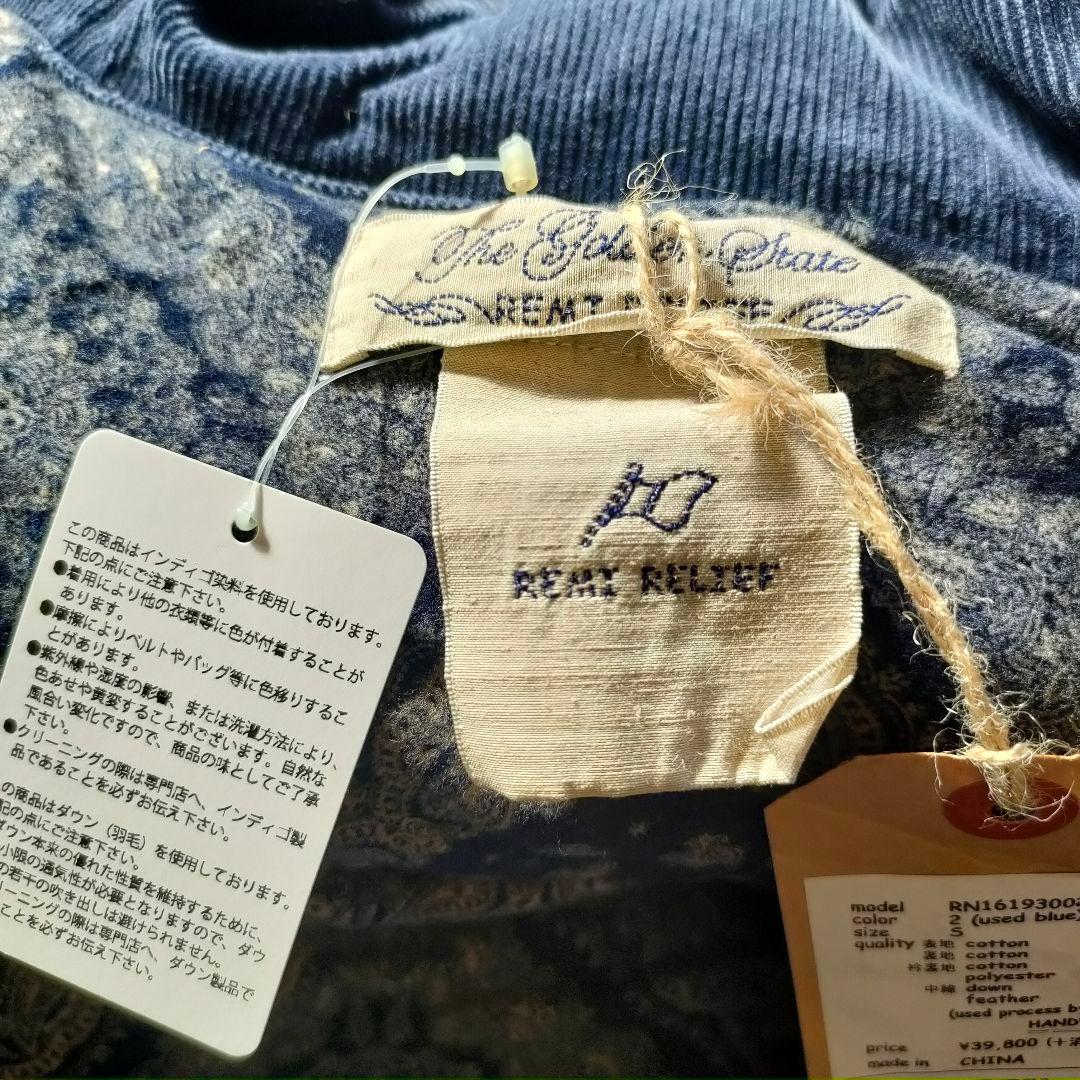 The Golden State
REMI
REMI RELIEF
この商品はインディゴ染料を使用しております。
下記の点にご注意下さい。
●着用により他の衣類等に色が付着することが
あります。
●摩擦によりベルトやバッグ等に色移りするこ
とがあります。
●紫外線や湿度の影響、または洗濯方法により、
色あせや黄変することがございます。自然な
風合い変化ですので、商品の味としてご了承
下さい。
●クリーニングの際は専門店へ、インディゴ製
品であることを必ずお伝え下さい。
の商品はダウン（羽毛）を使用しております。
記の点にご注意下さい。
ダウン本来の優れた性質を維持するために、
小限の通気性が必要となりますので、ダウ
の若干の吹き出しは避けられません。
リーニングの際は専門店へ、ダウン製品で
ことを必ずお伝え下さい。
model RN1619300
color 2 (used blue)
size S
quality 表地 cotton
裏地 cotton
衿裏地 cotton
polyester
中綿 down
feather
(used process by
HAND
price ¥39,800 (＋消
made in CHINA